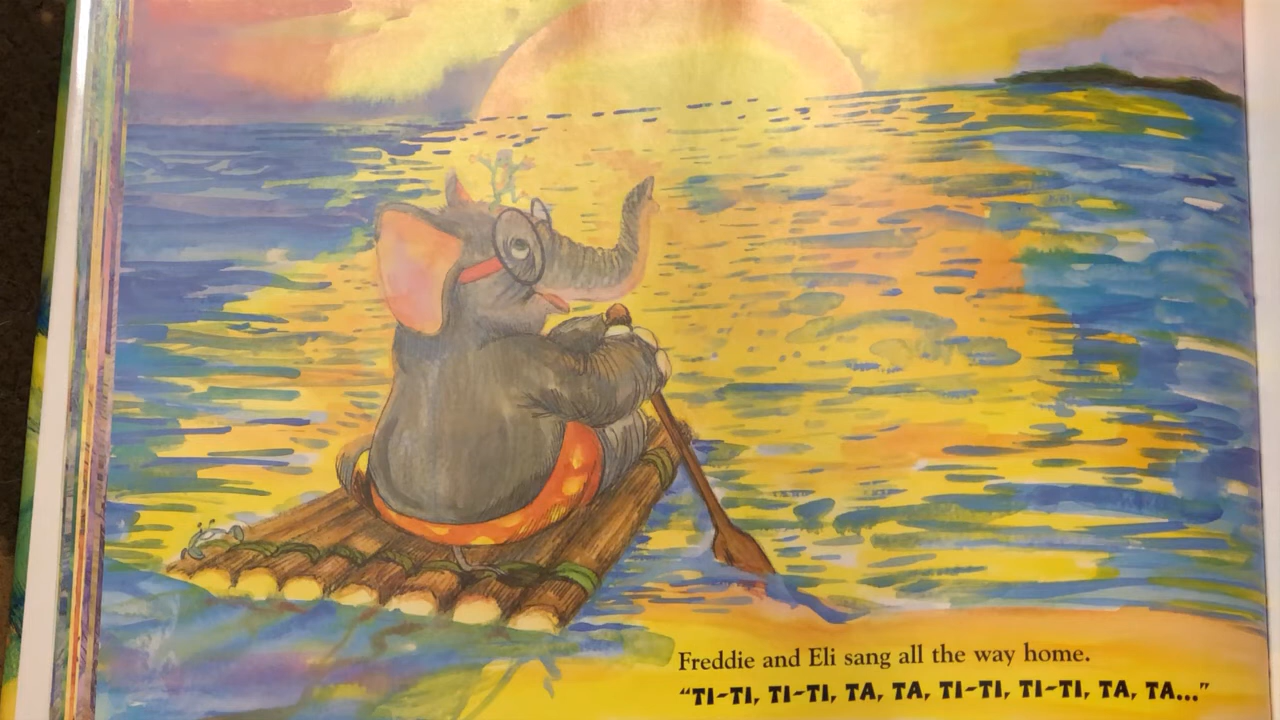 Freddie and Eli sang all the way home.
“TI-TI, TI-TI, TA, TA, TI-TI, TI-TI, TA, TA...”